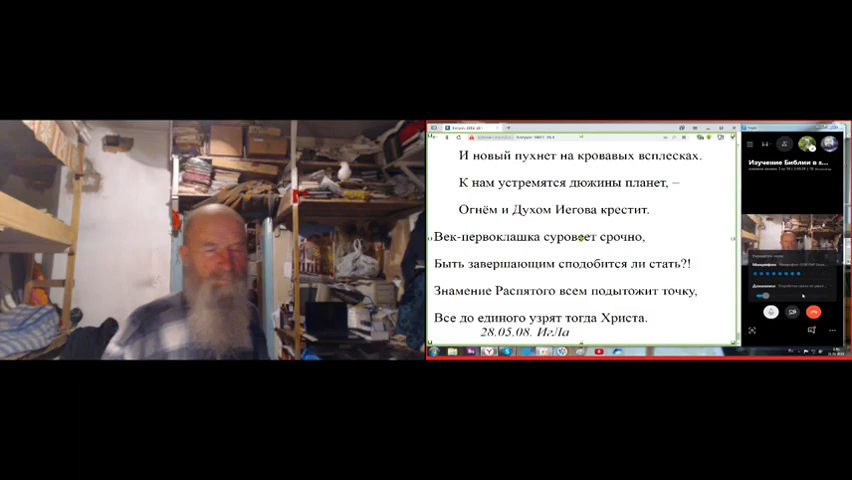 И новый пухнет на кровавых всплесках.
К нам устремятся дюжины планет, –
Огнём и Духом Иегова крестит.
Век-первоклашка суровеет срочно,
Быть завершающим сподобится ли стать?!
Знамение Распятого всем подытожит точку,
Все до единого узрят тогда Христа.
28.05.08. ИгЛа
Изучение Библии в к...